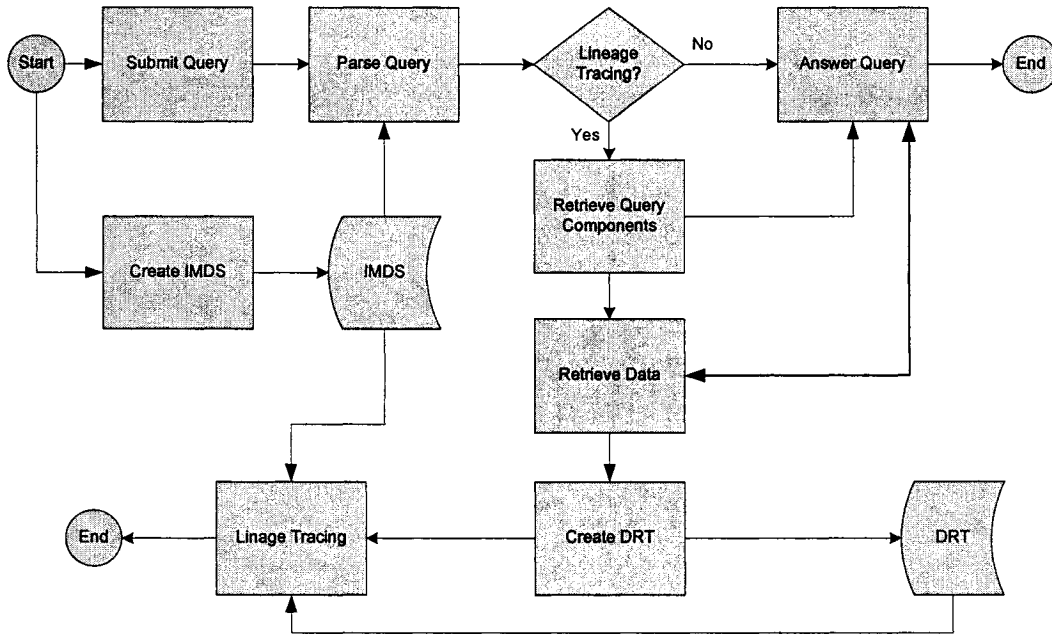 Start
Submit Query
Parse Query
Lineage
Tracing?
No
Answer Query
End
Yes
Retrieve Query
Components
Create IMDS
IMDS
Retrieve Data
End
Linage Tracing
Create DRT
DRT